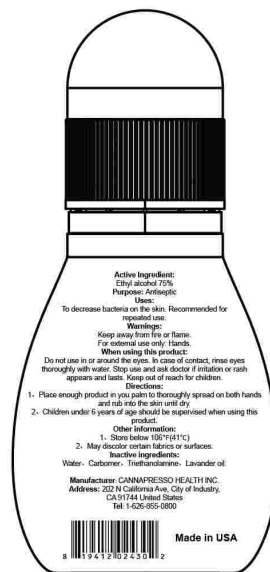 Active Ingredient:
Ethyl alcohol 75%
Purpose: Antiseptic
Uses:
To decrease bacteria on the skin. Recommended for
repeated use.
Warnings:
Keep away from fire or flame.
For external use only: Hands.
When using this product:
Do not use in or around the eyes. In case of contact, rinse eyes
thoroughly with water. Stop use and ask doctor if irritation or rash
appears and lasts. Keep out of reach for children.
Directions:
1、Place enough product in you palm to thoroughly spread on both hands
and rub into the skin until dry.
2、Children under 6 years of age should be supervised when using this
product.
Other information:
1、Store below 106°F(41°C)
2、May discolor certain fabrics or surfaces.
Inactive ingredients:
Water、Carbomer、Triethanolamine、Lavander oil.
Manufacturer: CANNAPRESSO HEALTH INC.
Address: 202 N California Ave, City of Industry,
CA 91744 United States
Tel: 1-626-855-0800
Made in USA
8 19412 02430 2